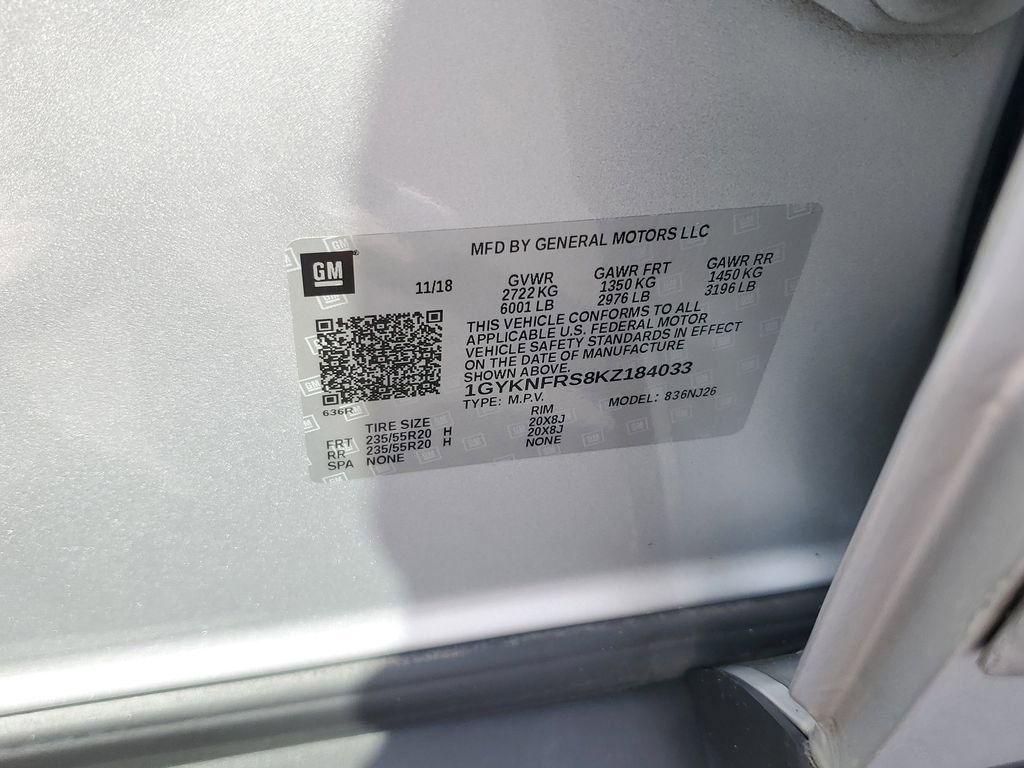 MFD BY GENERAL MOTORS LLC
GM
11/18
GVWR
2722 KG
6001 LB
GAWR FRT
1350 KG
2976 LB
GAWR RR
1450 KG
3196 LB
THIS VEHICLE CONFORMS TO ALL
APPLICABLE U.S. FEDERAL MOTOR
VEHICLE SAFETY STANDARDS IN EFFECT
ON THE DATE OF MANUFACTURE
SHOWN ABOVE.
1GYKNFRS8KZ184033
TYPE: M.P.V. MODEL: 836NJ26
636R
TIRE SIZE RIM
FRT 235/55R20 H 20X8J
RR 235/55R20 H 20X8J
SPA NONE NONE